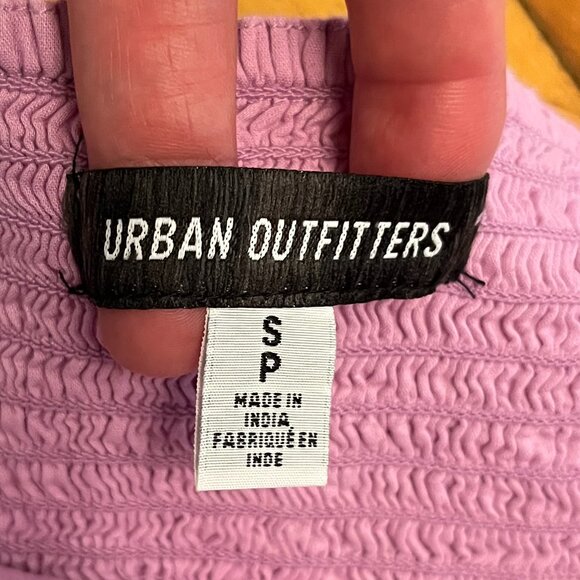 URBAN OUTFITTERS
S
P
MADE IN
INDIA
FABRIQUÉ EN
INDE